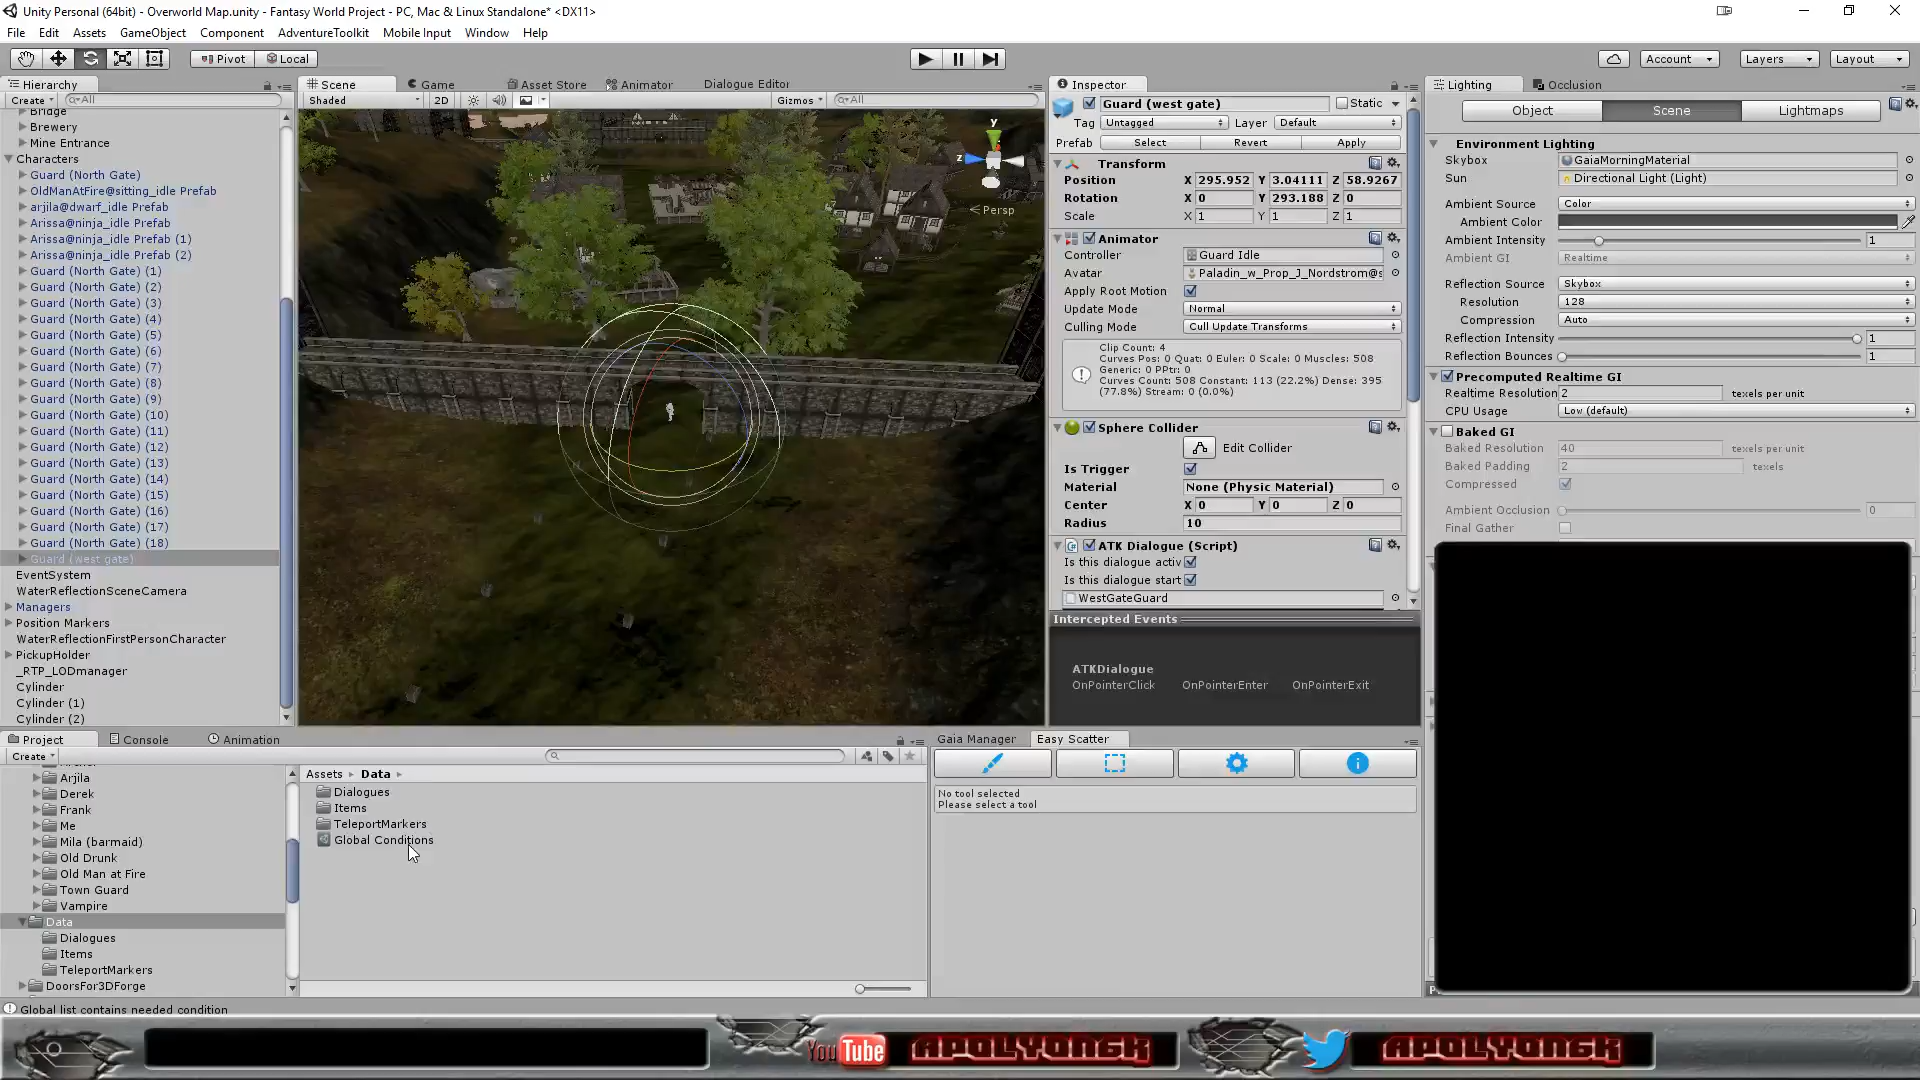 Unity Personal (64bit) - Overworld Map.unity - Fantasy World Project - PC, Mac & Linux Standalone* <DX11>
File Edit Assets GameObject Component AdventureToolkit Mobile Input Window Help
Pivot Local Account Layers Layout
Hierarchy
Create All
Bridge
Brewery
Mine Entrance
Characters
Guard (North Gate)
OldManAtFire@sitting_idle Prefab
arjila@dwarf_idle Prefab
Arissa@ninja_idle Prefab
Arissa@ninja_idle Prefab (1)
Arissa@ninja_idle Prefab (2)
Guard (North Gate) (1)
Guard (North Gate) (2)
Guard (North Gate) (3)
Guard (North Gate) (4)
Guard (North Gate) (5)
Guard (North Gate) (6)
Guard (North Gate) (7)
Guard (North Gate) (8)
Guard (North Gate) (9)
Guard (North Gate) (10)
Guard (North Gate) (11)
Guard (North Gate) (12)
Guard (North Gate) (13)
Guard (North Gate) (14)
Guard (North Gate) (15)
Guard (North Gate) (16)
Guard (North Gate) (17)
Guard (North Gate) (18)
Guard (west gate)
EventSystem
WaterReflectionSceneCamera
Managers
Position Markers
WaterReflectionFirstPersonCharacter
PickupHolder
_RTP_LODmanager
Cylinder
Cylinder (1)
Cylinder (2)
Scene Game Asset Store Animator Dialogue Editor
Shaded 2D Gizmos All
y
z
Persp
Inspector
Guard (west gate) Static
Tag Untagged Layer Default
Prefab Select Revert Apply
Transform
Position X 295.952 Y 3.04111 Z 58.9267
Rotation X 0 Y 293.188 Z 0
Scale X 1 Y 1 Z 1
Animator
Controller Guard Idle
Avatar Paladin_w_Prop_J_Nordstrom@s
Apply Root Motion
Update Mode Normal
Culling Mode Cull Update Transforms
Clip Count: 4
Curves Pos: 0 Quat: 0 Euler: 0 Scale: 0 Muscles: 508
Generic: 0 PPtr: 0
Curves Count: 508 Constant: 113 (22.2%) Dense: 395
(77.8%) Stream: 0 (0.0%)
Sphere Collider
Edit Collider
Is Trigger
Material None (Physic Material)
Center X 0 Y 0 Z 0
Radius 10
ATK Dialogue (Script)
Is this dialogue activ
Is this dialogue start
WestGateGuard
Intercepted Events
ATKDialogue
OnPointerClick OnPointerEnter OnPointerExit
Lighting Occlusion
Object Scene Lightmaps
Environment Lighting
Skybox GaiaMorningMaterial
Sun Directional Light (Light)
Ambient Source Color
Ambient Color
Ambient Intensity 1
Ambient GI Realtime
Reflection Source Skybox
Resolution 128
Compression Auto
Reflection Intensity 1
Reflection Bounces 1
Precomputed Realtime GI
Realtime Resolution 2 texels per unit
CPU Usage Low (default)
Baked GI
Baked Resolution 40 texels per unit
Baked Padding 2 texels
Compressed
Ambient Occlusion 0
Final Gather
Project Console Animation
Create
Arjila
Derek
Frank
Me
Mila (barmaid)
Old Drunk
Old Man at Fire
Town Guard
Vampire
Data
Dialogues
Items
TeleportMarkers
DoorsFor3DForge
Assets Data
Dialogues
Items
TeleportMarkers
Global Conditions
Gaia Manager Easy Scatter
No tool selected
Please select a tool
Global list contains needed condition
YouTube APOLYONGK APOLYONGK